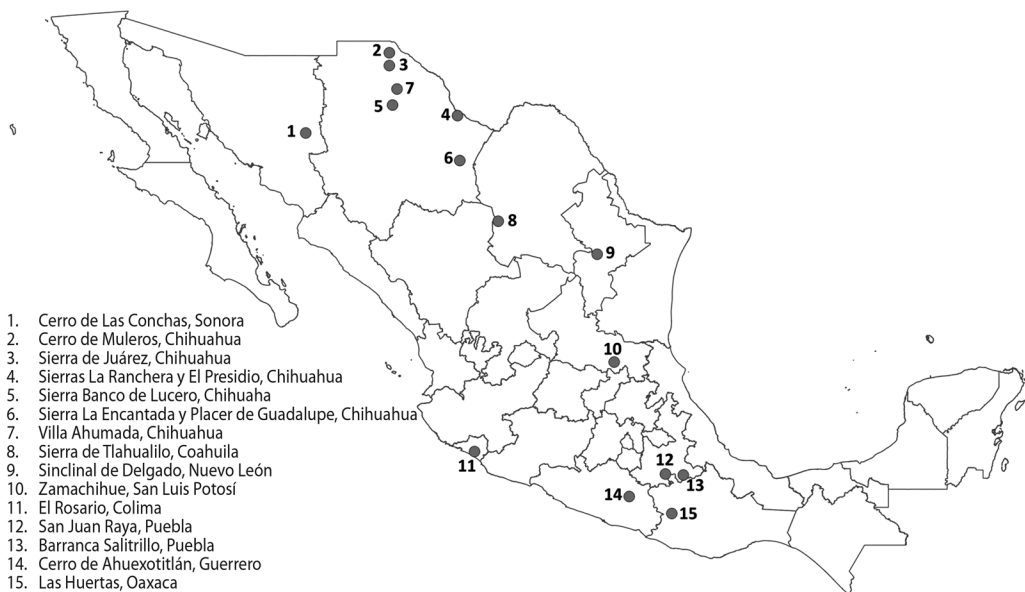 2
3
7
5
4
1
6
8
9
10
11
12
13
14
15
1. Cerro de Las Conchas, Sonora
2. Cerro de Muleros, Chihuahua
3. Sierra de Juárez, Chihuahua
4. Sierras La Ranchera y El Presidio, Chihuahua
5. Sierra Banco de Lucero, Chihuaha
6. Sierra La Encantada y Placer de Guadalupe, Chihuahua
7. Villa Ahumada, Chihuahua
8. Sierra de Tlahualilo, Coahuila
9. Sinclinal de Delgado, Nuevo León
10. Zamachihue, San Luis Potosí
11. El Rosario, Colima
12. San Juan Raya, Puebla
13. Barranca Salitrillo, Puebla
14. Cerro de Ahuexotitlán, Guerrero
15. Las Huertas, Oaxaca